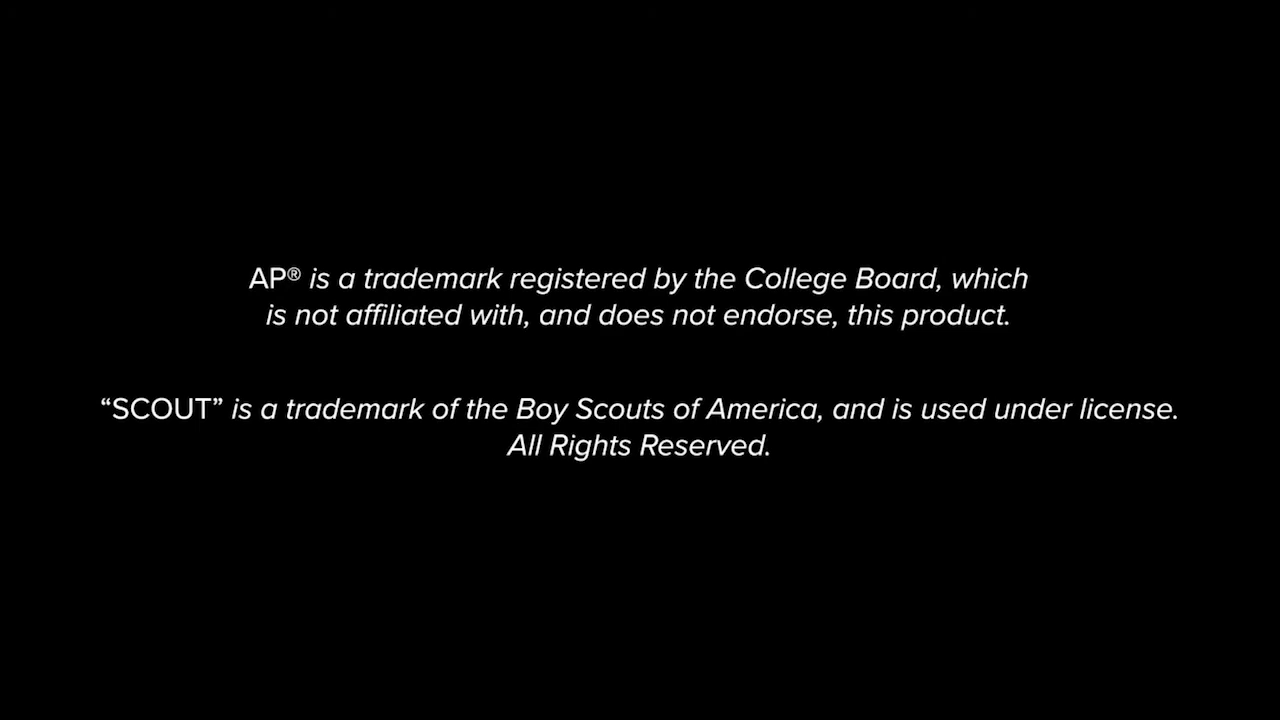 AP® is a trademark registered by the College Board, which
is not affiliated with, and does not endorse, this product.
“SCOUT” is a trademark of the Boy Scouts of America, and is used under license.
All Rights Reserved.